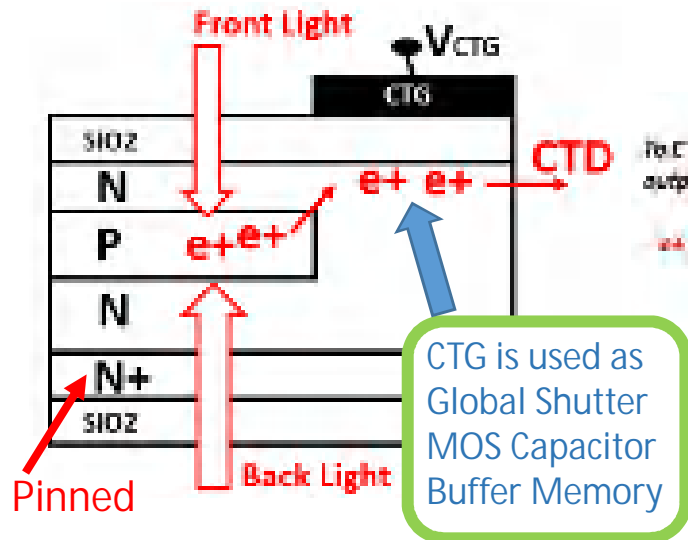 Front Light
VCTG
CTG
SIO2
N
e+ e+
CTD
P
e+ e+
N
N+
SIO2
Pinned
Back Light
CTG is used as
Global Shutter
MOS Capacitor
Buffer Memory